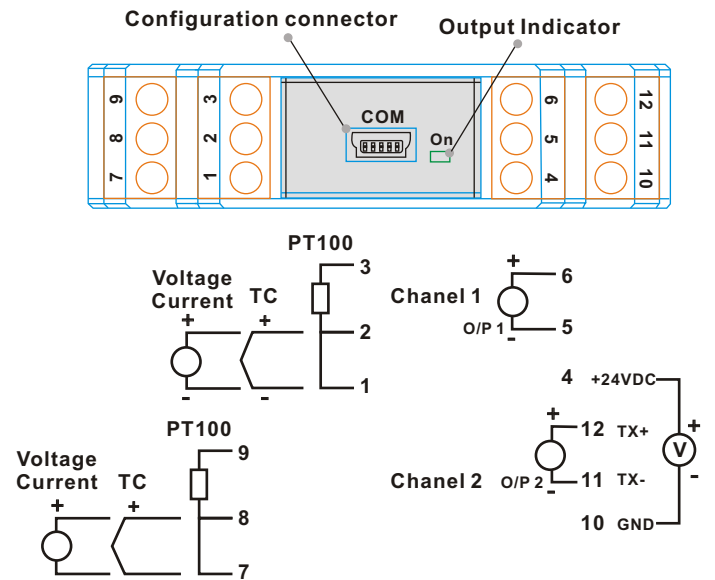 Configuration connector
Output Indicator
9 3 COM 6 12
8 2 On 5 11
7 1 4 10
PT100
3
Voltage
Current
TC
+ +
2
- -
1
Chanel 1
+
6
O/P 1
5
-
4 +24VDC
PT100
9
Voltage
Current
TC
+ +
8
- -
7
Chanel 2
+
12 TX+
O/P 2
11 TX-
-
+
V
-
10 GND